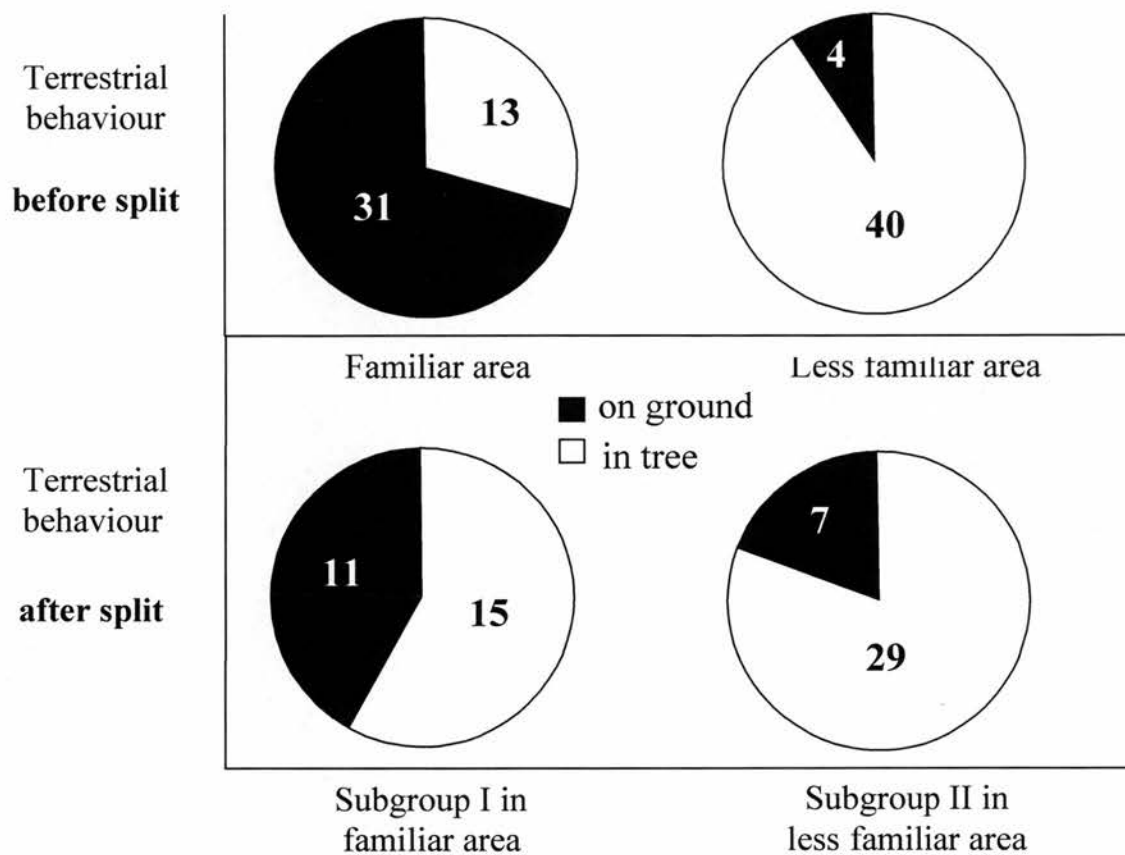 Terrestrial
behaviour
before split
13
31
4
40
Familiar area
Less familiar area
on ground
in tree
Terrestrial
behaviour
after split
11
15
7
29
Subgroup I in
familiar area
Subgroup II in
less familiar area